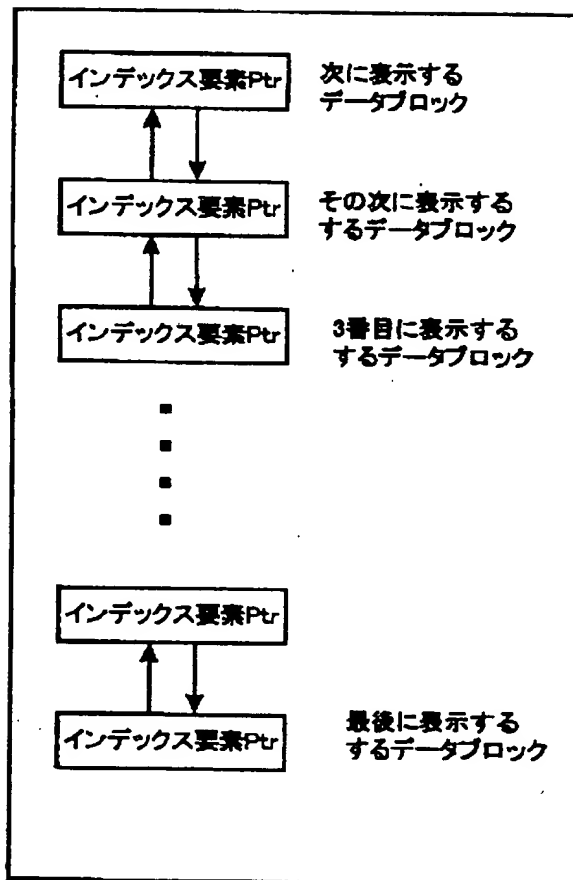 インデックス要素Ptr
次に表示する
データブロック
インデックス要素Ptr
その次に表示する
するデータブロック
インデックス要素Ptr
3番目に表示する
するデータブロック
インデックス要素Ptr
インデックス要素Ptr
最後に表示する
するデータブロック